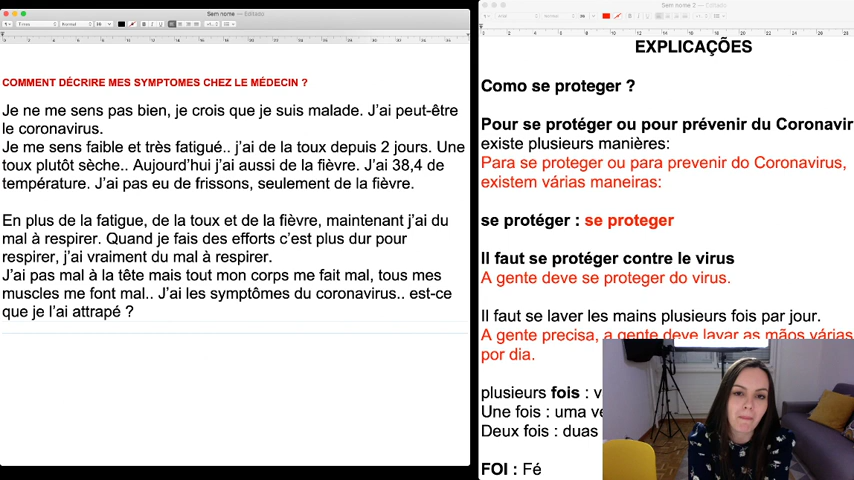 Sem nome — Editado
COMMENT DÉCRIRE MES SYMPTOMES CHEZ LE MÉDECIN ?
Je ne me sens pas bien, je crois que je suis malade. J'ai peut-être
le coronavirus.
Je me sens faible et très fatigué.. j'ai de la toux depuis 2 jours. Une
toux plutôt sèche.. Aujourd'hui j'ai aussi de la fièvre. J'ai 38,4 de
température. J'ai pas eu de frissons, seulement de la fièvre.
En plus de la fatigue, de la toux et de la fièvre, maintenant j'ai du
mal à respirer. Quand je fais des efforts c'est plus dur pour
respirer, j'ai vraiment du mal à respirer.
J'ai pas mal à la tête mais tout mon corps me fait mal, tous mes
muscles me font mal.. J'ai les symptômes du coronavirus.. est-ce
que je l'ai attrapé ?
Sem nome 2 — Editado
EXPLICAÇÕES
Como se proteger ?
Pour se protéger ou pour prévenir du Coronavir
existe plusieurs manières:
Para se proteger ou para prevenir do Coronavirus,
existem várias maneiras:
se protéger : se proteger
Il faut se protéger contre le virus
A gente deve se proteger do virus.
Il faut se laver les mains plusieurs fois par jour.
A gente precisa, a gente deve lavar as mãos várias
por dia.
plusieurs fois : v
Une fois : uma ve
Deux fois : duas
FOI : Fé